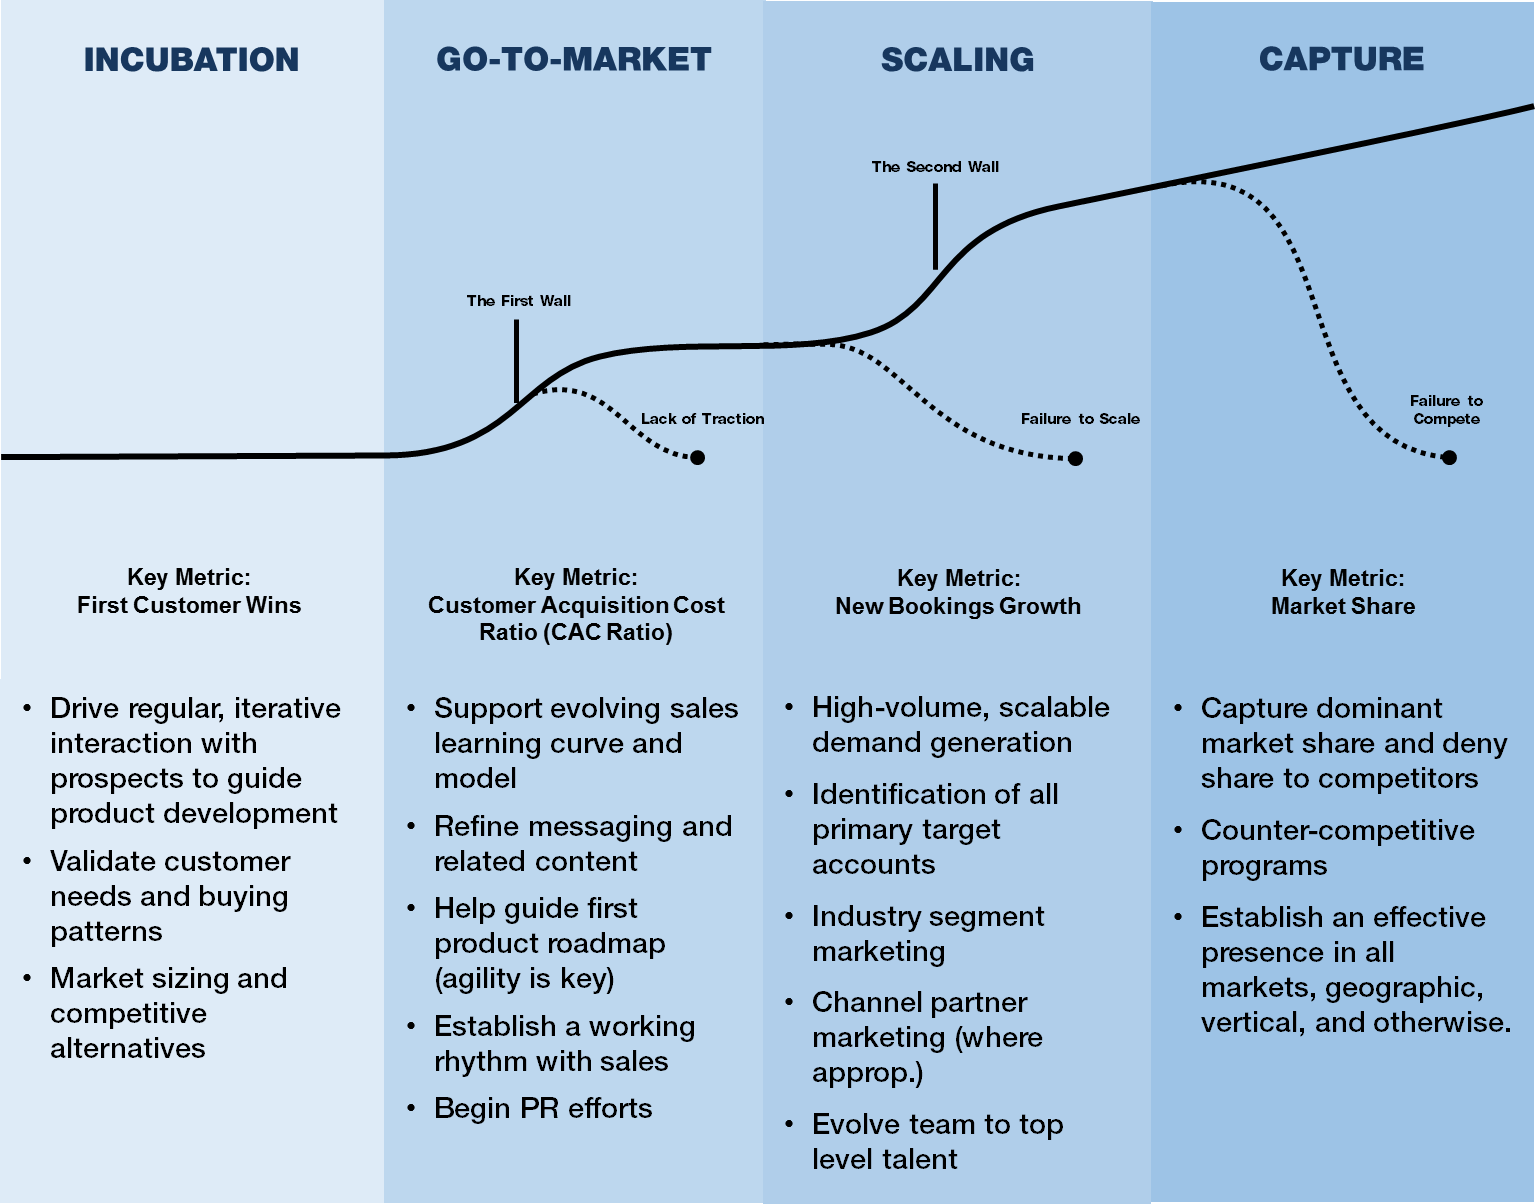 INCUBATION
GO-TO-MARKET
SCALING
CAPTURE
The Second Wall
The First Wall
Lack of Traction
Failure to Scale
Failure to
Compete
Key Metric:
First Customer Wins
• Drive regular, iterative
interaction with
prospects to guide
product development
• Validate customer
needs and buying
patterns
• Market sizing and
competitive
alternatives
Key Metric:
Customer Acquisition Cost
Ratio (CAC Ratio)
• Support evolving sales
learning curve and
model
• Refine messaging and
related content
• Help guide first
product roadmap
(agility is key)
• Establish a working
rhythm with sales
• Begin PR efforts
Key Metric:
New Bookings Growth
• High-volume, scalable
demand generation
• Identification of all
primary target
accounts
• Industry segment
marketing
• Channel partner
marketing (where
approp.)
• Evolve team to top
level talent
Key Metric:
Market Share
• Capture dominant
market share and deny
share to competitors
• Counter-competitive
programs
• Establish an effective
presence in all
markets, geographic,
vertical, and otherwise.